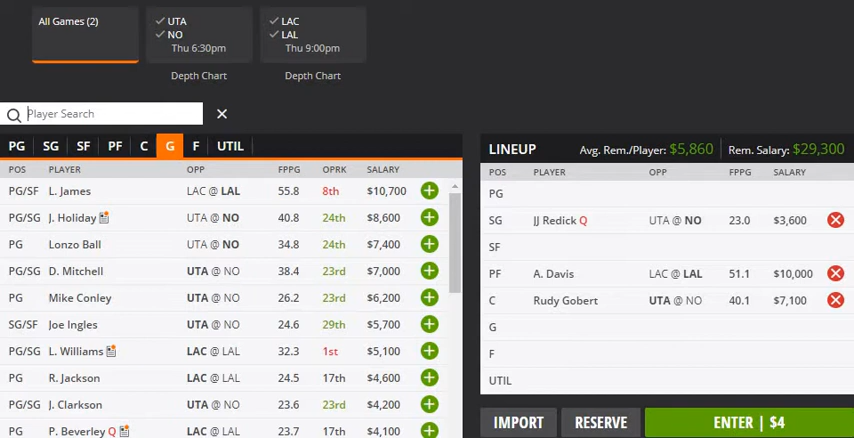 All Games (2)
UTA
NO
Thu 6:30pm
LAC
LAL
Thu 9:00pm
Depth Chart
Depth Chart
Player Search
PG SG SF PF C G F UTIL
POS PLAYER OPP FPPG OPRK SALARY
PG/SF L. James LAC @ LAL 55.8 8th $10,700
PG/SG J. Holiday UTA @ NO 40.8 24th $8,600
PG Lonzo Ball UTA @ NO 34.8 24th $7,400
PG/SG D. Mitchell UTA @ NO 38.4 23rd $7,000
PG Mike Conley UTA @ NO 26.2 23rd $6,200
SG/SF Joe Ingles UTA @ NO 24.6 29th $5,700
PG/SG L. Williams LAC @ LAL 32.3 1st $5,100
PG R. Jackson LAC @ LAL 24.5 17th $4,600
PG/SG J. Clarkson UTA @ NO 23.6 23rd $4,200
PG P. Beverley Q LAC @ LAL 23.7 17th $4,100
LINEUP Avg. Rem./Player: $5,860 Rem. Salary: $29,300
POS PLAYER OPP FPPG SALARY
PG
SG JJ Redick Q UTA @ NO 23.0 $3,600
SF
PF A. Davis LAC @ LAL 51.1 $10,000
C Rudy Gobert UTA @ NO 40.1 $7,100
G
F
UTIL
IMPORT RESERVE ENTER | $4